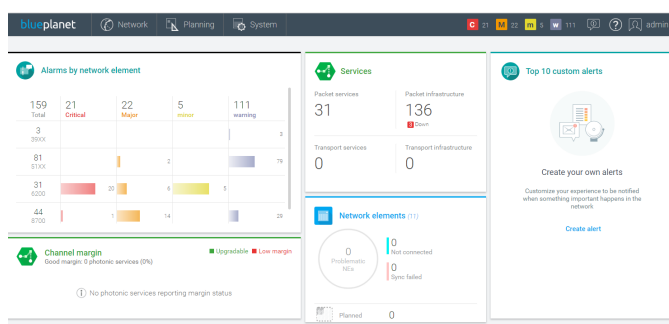 blueplanet Network Planning System C 21 M 22 m 5 w 111 admin
Alarms by network element
159 21 22 5 111
Total Critical Major minor warning
3 3
39XX
81 2 79
51XX
31 20 6 5
6200
44 1 14 29
8700
Channel margin
Good margin: 0 photonic services (0%)
Upgradable Low margin
No photonic services reporting margin status
Services
Packet services Packet infrastructure
31 136
3 Down
Transport services Transport infrastructure
0 0
Network elements (11)
0
Problematic
NEs
0
Not connected
0
Sync failed
Planned 0
Top 10 custom alerts
Create your own alerts
Customize your experience to be notified
when something important happens in the
network
Create alert